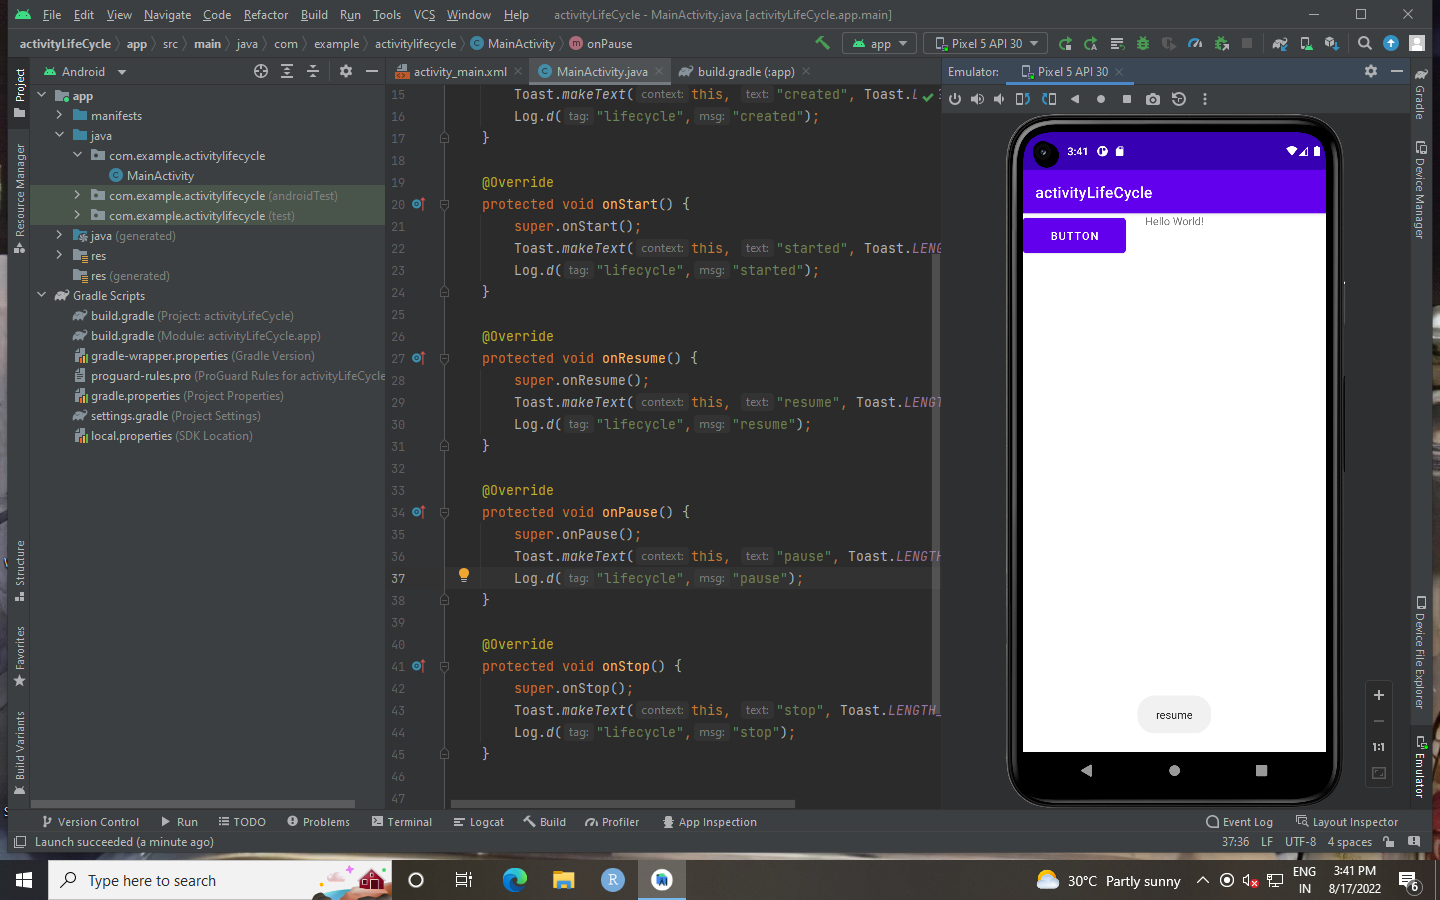 File Edit View Navigate Code Refactor Build Run Tools VCS Window Help activityLifeCycle - MainActivity.java [activityLifeCycle.app.main]
activityLifeCycle app src main java com example activitylifecycle MainActivity onPause app Pixel 5 API 30
Project
Resource Manager
Structure
Favorites
Build Variants
Android
app
manifests
java
com.example.activitylifecycle
MainActivity
com.example.activitylifecycle (androidTest)
com.example.activitylifecycle (test)
java (generated)
res
res (generated)
Gradle Scripts
build.gradle (Project: activityLifeCycle)
build.gradle (Module: activityLifeCycle.app)
gradle-wrapper.properties (Gradle Version)
proguard-rules.pro (ProGuard Rules for activityLifeCycle
gradle.properties (Project Properties)
settings.gradle (Project Settings)
local.properties (SDK Location)
activity_main.xml MainActivity.java build.gradle (:app)
15 Toast.makeText( context: this, text: "created", Toast.L
16 Log.d( tag: "lifecycle", msg: "created");
17 }
18
19 @Override
20 protected void onStart() {
21 super.onStart();
22 Toast.makeText( context: this, text: "started", Toast.LENG
23 Log.d( tag: "lifecycle", msg: "started");
24 }
25
26 @Override
27 protected void onResume() {
28 super.onResume();
29 Toast.makeText( context: this, text: "resume", Toast.LENGT
30 Log.d( tag: "lifecycle", msg: "resume");
31 }
32
33 @Override
34 protected void onPause() {
35 super.onPause();
36 Toast.makeText( context: this, text: "pause", Toast.LENGTH
37 Log.d( tag: "lifecycle", msg: "pause");
38 }
39
40 @Override
41 protected void onStop() {
42 super.onStop();
43 Toast.makeText( context: this, text: "stop", Toast.LENGTH_
44 Log.d( tag: "lifecycle", msg: "stop");
45 }
46
47
Emulator: Pixel 5 API 30
3:41
activityLifeCycle
BUTTON
Hello World!
resume
1:1
Gradle
Device Manager
Device File Explorer
Emulator
Version Control Run TODO Problems Terminal Logcat Build Profiler App Inspection Event Log Layout Inspector
Launch succeeded (a minute ago) 37:36 LF UTF-8 4 spaces
Type here to search
R
30°C Partly sunny
ENG
IN
3:41 PM
8/17/2022
6